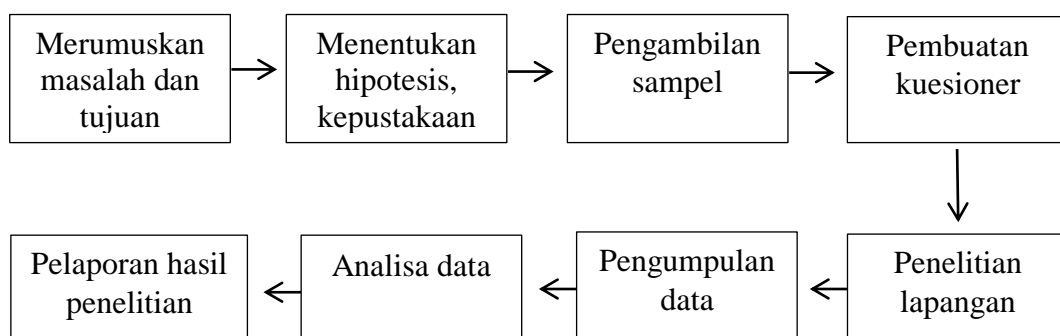 Merumuskan
masalah dan
tujuan
Menentukan
hipotesis,
kepustakaan
Pengambilan
sampel
Pembuatan
kuesioner
Penelitian
lapangan
Pengumpulan
data
Analisa data
Pelaporan hasil
penelitian